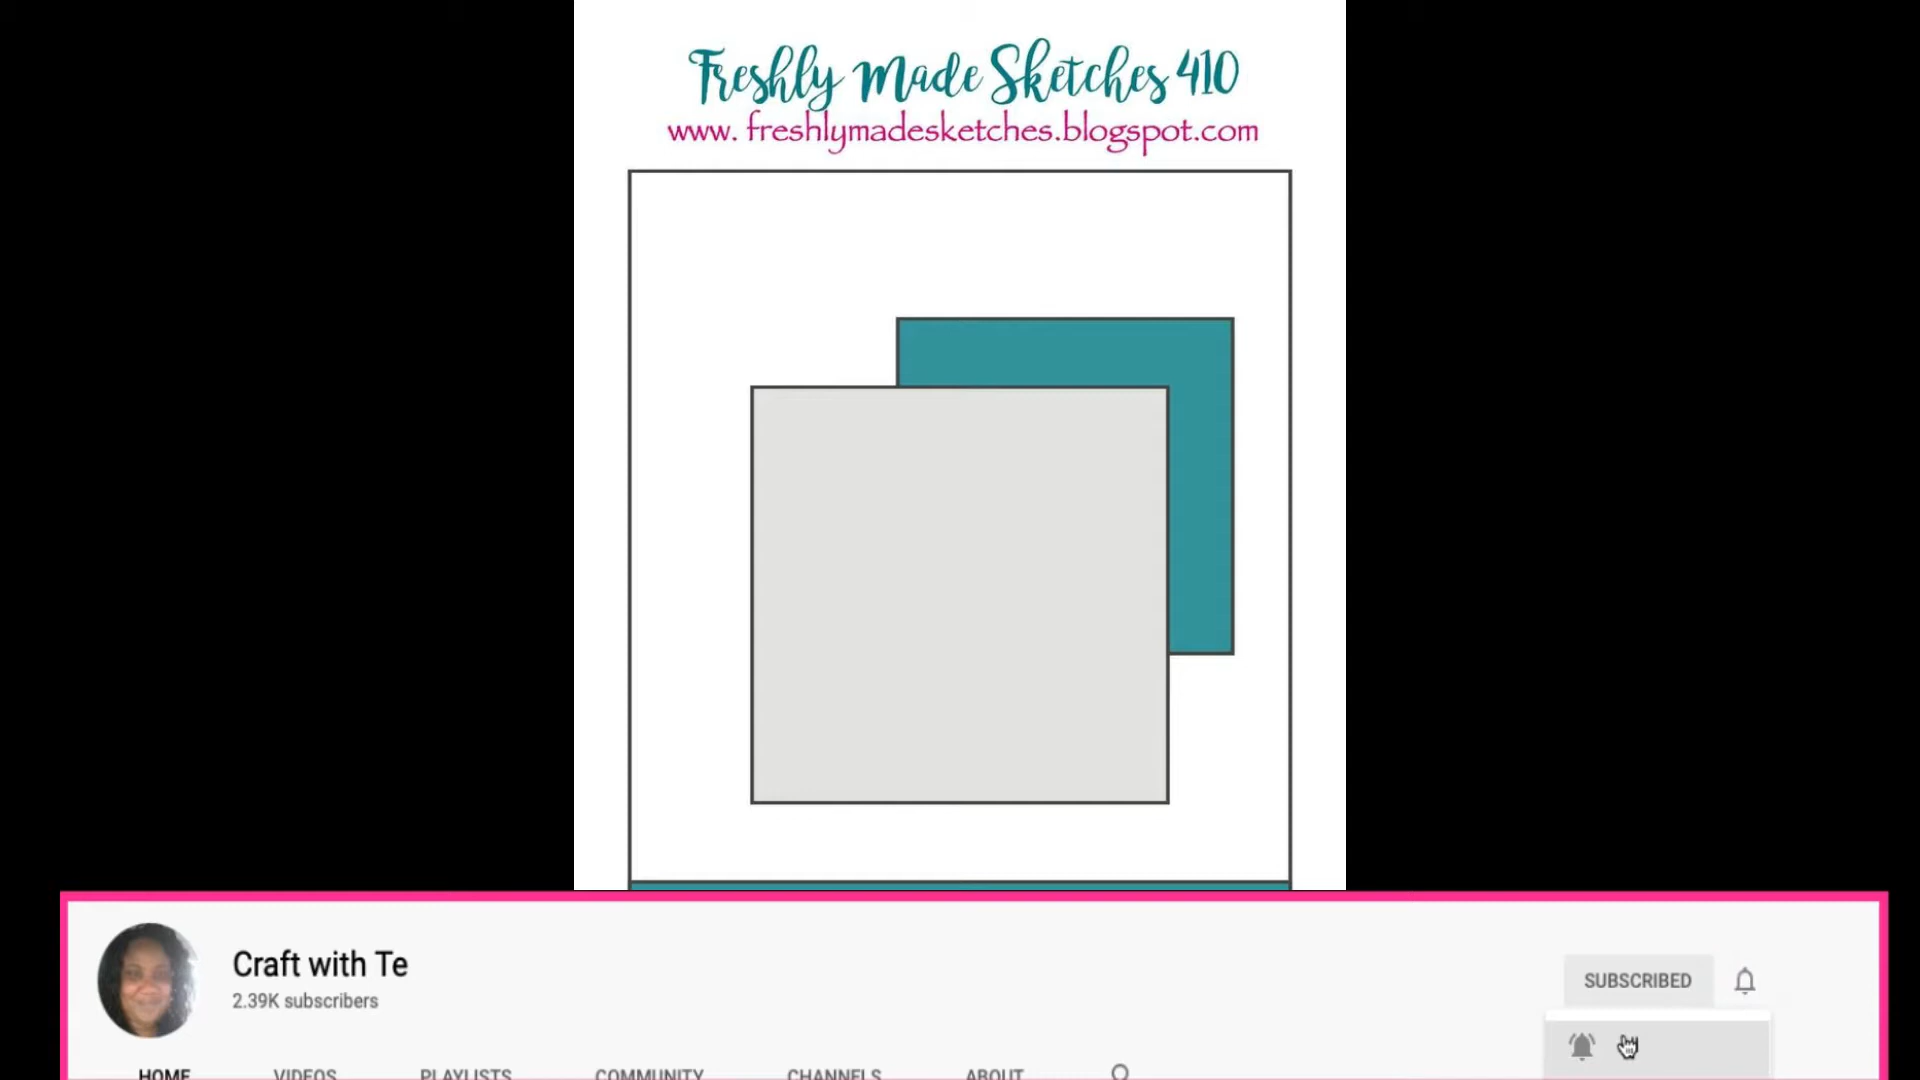 Freshly Made Sketches 410
www. freshlymadesketches.blogspot.com
Craft with Te
2.39K subscribers
SUBSCRIBED
HOME VIDEOS PLAYLISTS COMMUNITY CHANNELS ABOUT